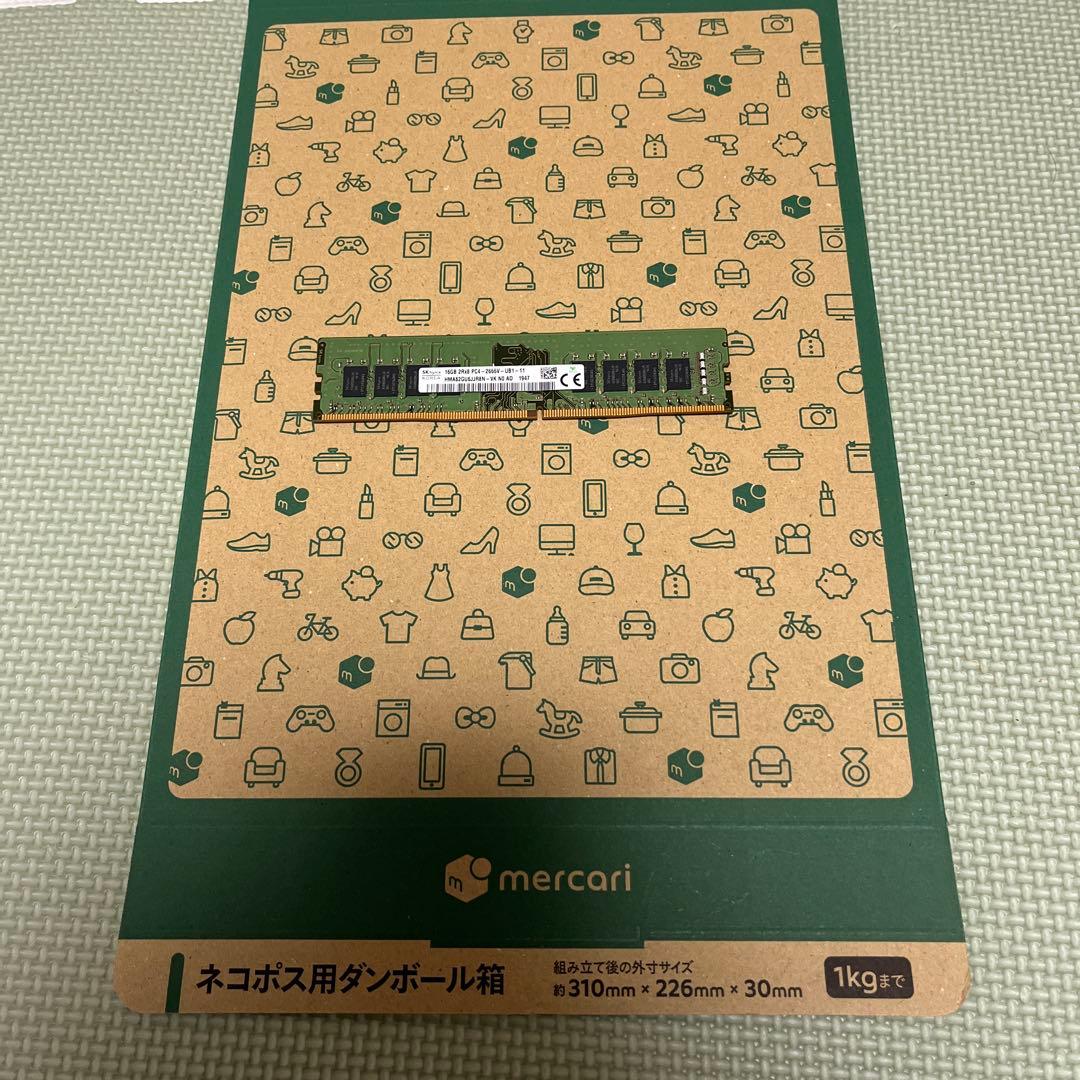 SK hynix
KOREA
16GB 2Rx8 PC4-2666V-UB1-11
HMA82GU6JJR8N-VK N0 AD 1947
CE
m mercari
ネコポス用ダンボール箱
組み立て後の外寸サイズ
約310mm×226mm×30mm
1kgまで